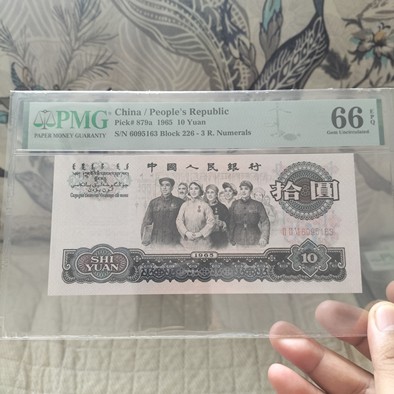 PMG
PAPER MONEY GUARANTY
China / People's Republic
Pick# 879a 1965 10 Yuan
S/N 6095163 Block 226 - 3 R. Numerals
66 EPQ
Gem Uncirculated
中國人民銀行
拾圓
SHI YUAN
1965
10